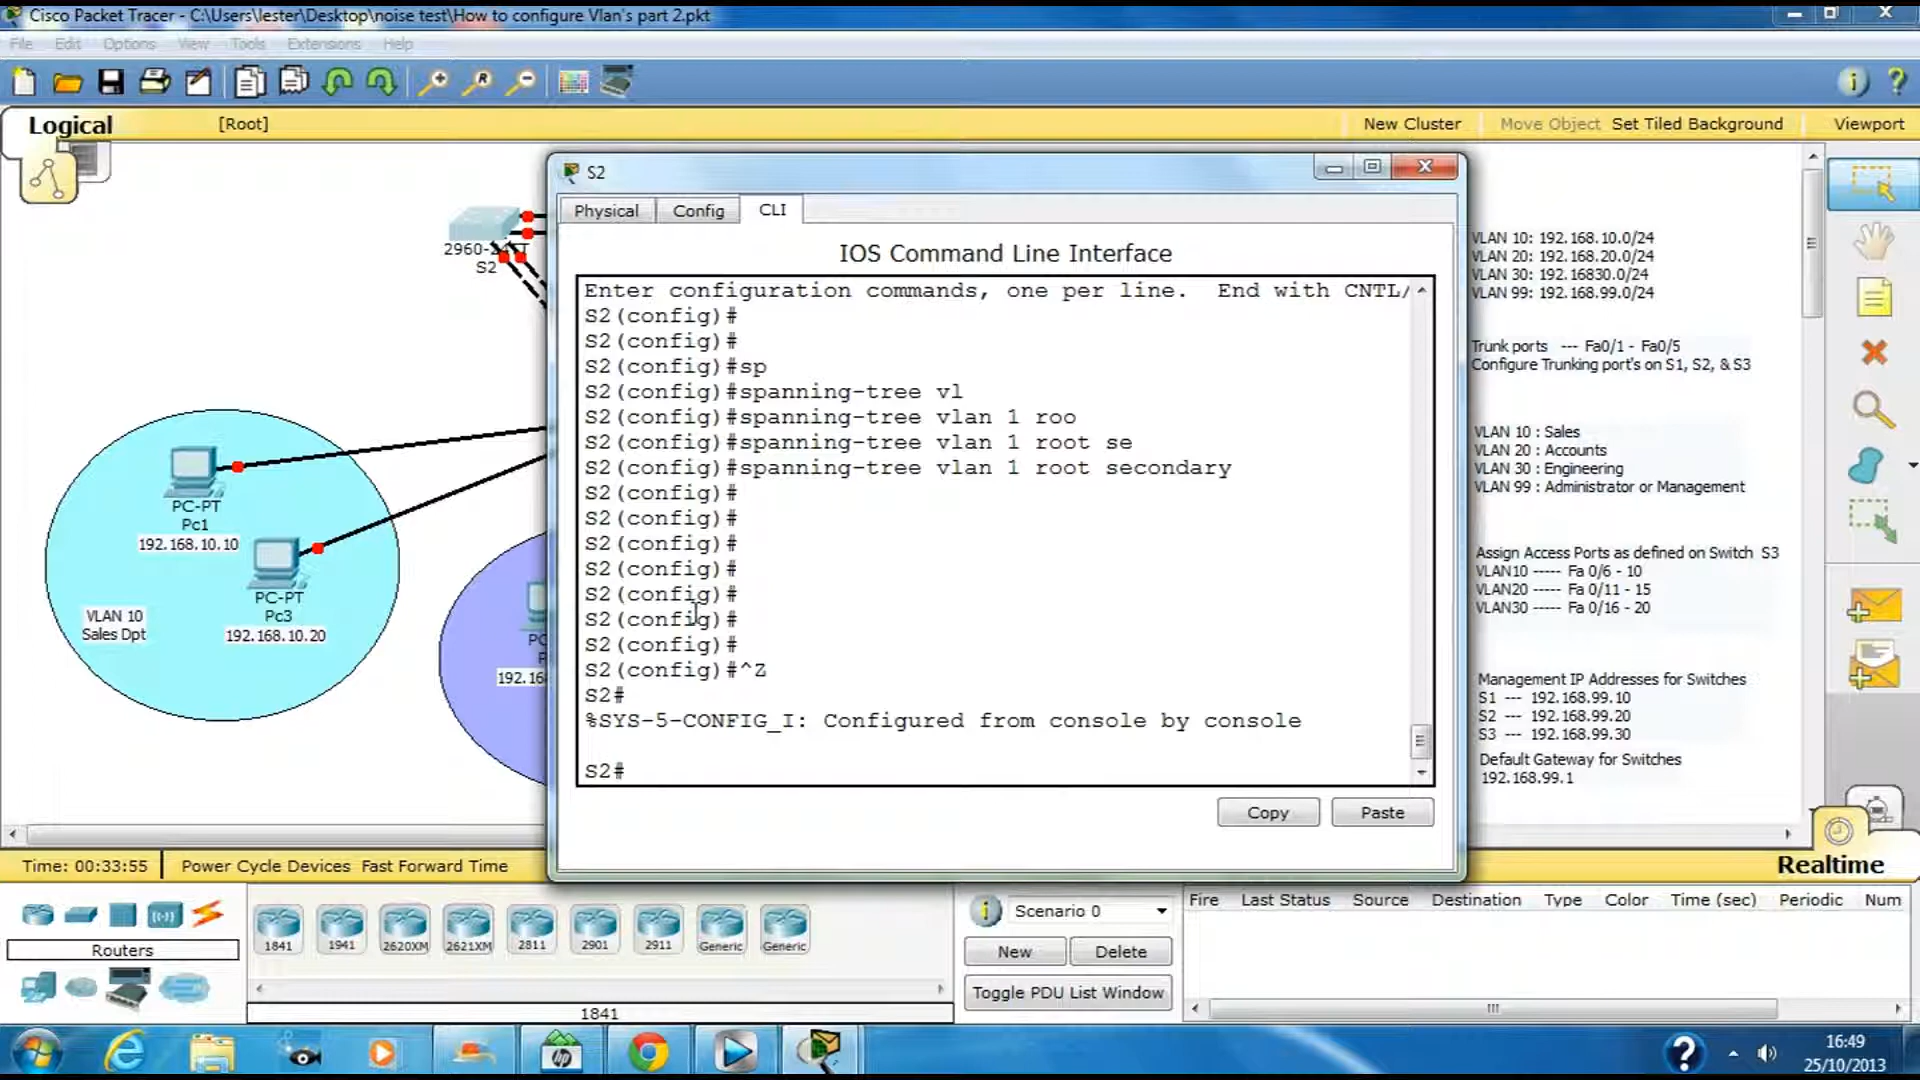 Cisco Packet Tracer - C:\Users\lester\Desktop\noise test\How to configure Vlan's part 2.pkt
File Edit Options View Tools Extensions Help
Logical
[Root]
New Cluster
Move Object
Set Tiled Background
Viewport
S2
Physical
Config
CLI
IOS Command Line Interface
Enter configuration commands, one per line.  End with CNTL/
S2(config)#
S2(config)#
S2(config)#sp
S2(config)#spanning-tree vl
S2(config)#spanning-tree vlan 1 roo
S2(config)#spanning-tree vlan 1 root se
S2(config)#spanning-tree vlan 1 root secondary
S2(config)#
S2(config)#
S2(config)#
S2(config)#
S2(config)#
S2(config)#
S2(config)#
S2(config)#^Z
S2#
%SYS-5-CONFIG_I: Configured from console by console
S2#
Copy
Paste
S2
PC-PT
Pc1
192.168.10.10
PC-PT
Pc3
192.168.10.20
VLAN 10
Sales Dpt
192.16
VLAN 10: 192.168.10.0/24
VLAN 20: 192.168.20.0/24
VLAN 30: 192.16830.0/24
VLAN 99: 192.168.99.0/24
Trunk ports --- Fa0/1 - Fa0/5
Configure Trunking port's on S1, S2, & S3
VLAN 10 : Sales
VLAN 20 : Accounts
VLAN 30 : Engineering
VLAN 99 : Administrator or Management
Assign Access Ports as defined on Switch S3
VLAN10 ----- Fa 0/6 - 10
VLAN20 ----- Fa 0/11 - 15
VLAN30 ----- Fa 0/16 - 20
Management IP Addresses for Switches
S1 --- 192.168.99.10
S2 --- 192.168.99.20
S3 --- 192.168.99.30
Default Gateway for Switches
192.168.99.1
Time: 00:33:55
Power Cycle Devices Fast Forward Time
Realtime
Routers
1841
1941
2620XM
2621XM
2811
2901
2911
Generic
Generic
1841
Scenario 0
New
Delete
Toggle PDU List Window
Fire Last Status Source Destination Type Color Time (sec) Periodic Num
16:49
25/10/2013